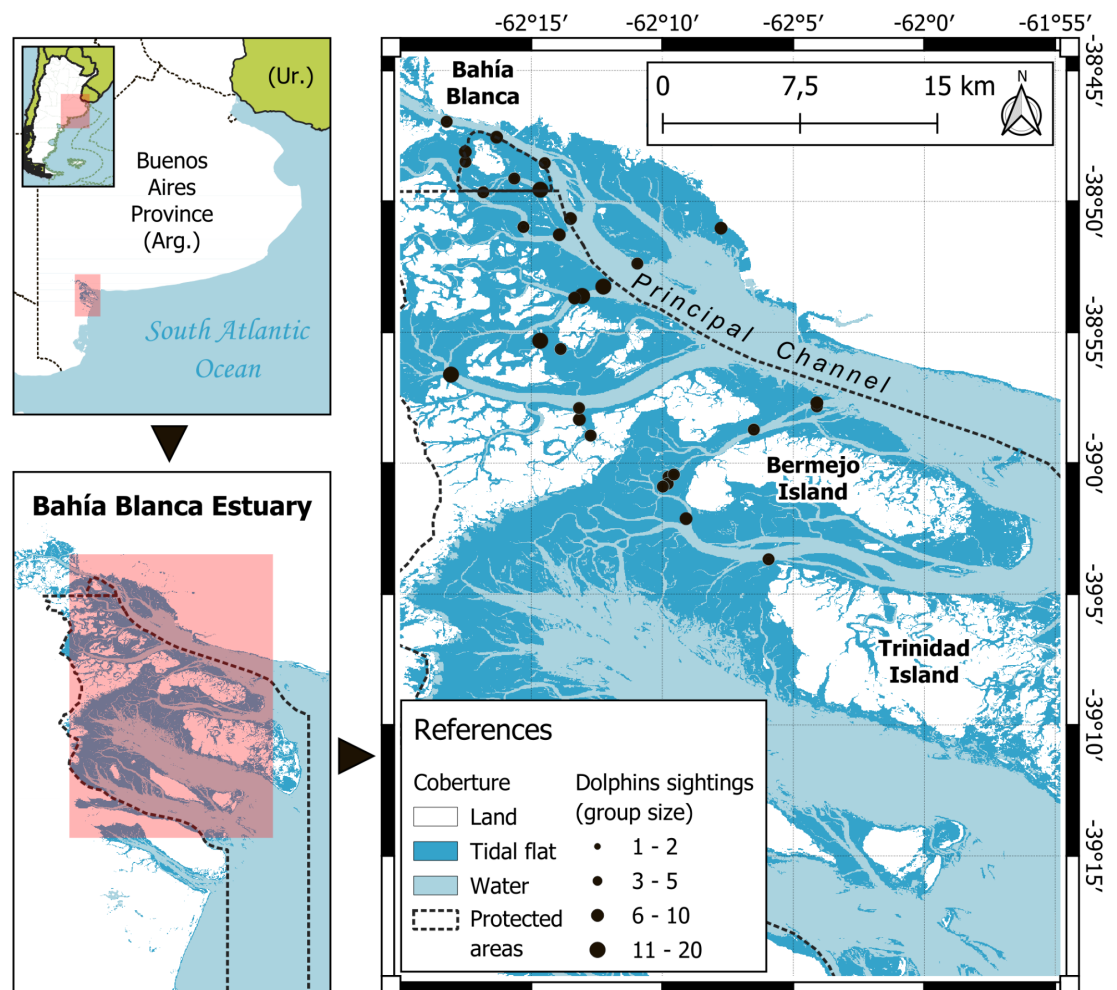 (Ur.)
Buenos
Aires
Province
(Arg.)
South Atlantic
Ocean
Bahía Blanca Estuary
-62°15′
-62°10′
-62°5′
-62°0′
-61°55′
-38°45′
-38°50′
-38°55′
-39°0′
-39°5′
-39°10′
-39°15′
Bahía
Blanca
0 7,5 15 km
N
Principal Channel
Bermejo
Island
Trinidad
Island
References
Coberture
Land
Tidal flat
Water
Protected
areas
Dolphins sightings
(group size)
1 - 2
3 - 5
6 - 10
11 - 20